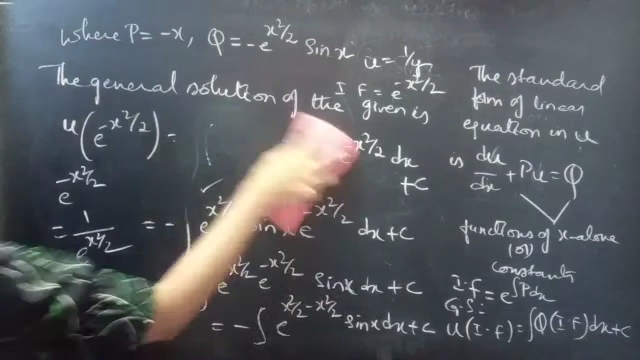 where P = -x, Q = -e^{x²/2} sin x u = 1/y
I F = e^{-x²/2}
The general solution of the given is
u(e^{-x²/2}) = ∫ e^{-x²/2} dx
+c
e^{-x²/2}
= 1/e^{x²/2} = -∫ e^{x²/2} sin x e^{-x²/2} dx + c
e^{x²/2} e^{-x²/2} sin x dx + c
= -∫ e^{x²/2 - x²/2} sin x dx + c
The standard
form of linear
equation in u
is du/dx + Pu = Q
functions of x-alone
(or)
constants
I.f = e^{∫Pdx}
G.S:
u(I.f) = ∫Q(I.f)dx+c